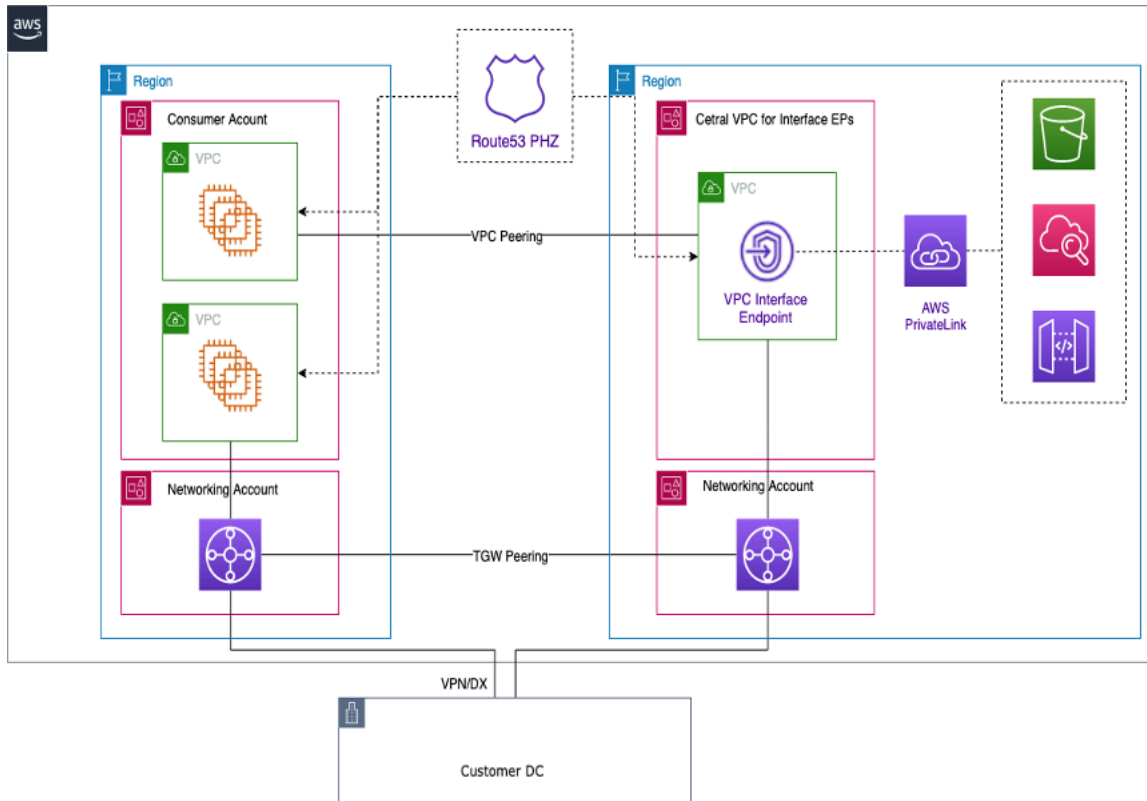 aws
Region
Consumer Acount
VPC
VPC
Networking Account
Route53 PHZ
VPC Peering
TGW Peering
Region
Cetral VPC for Interface EPs
VPC
VPC Interface
Endpoint
AWS
PrivateLink
</>
Networking Account
VPN/DX
Customer DC